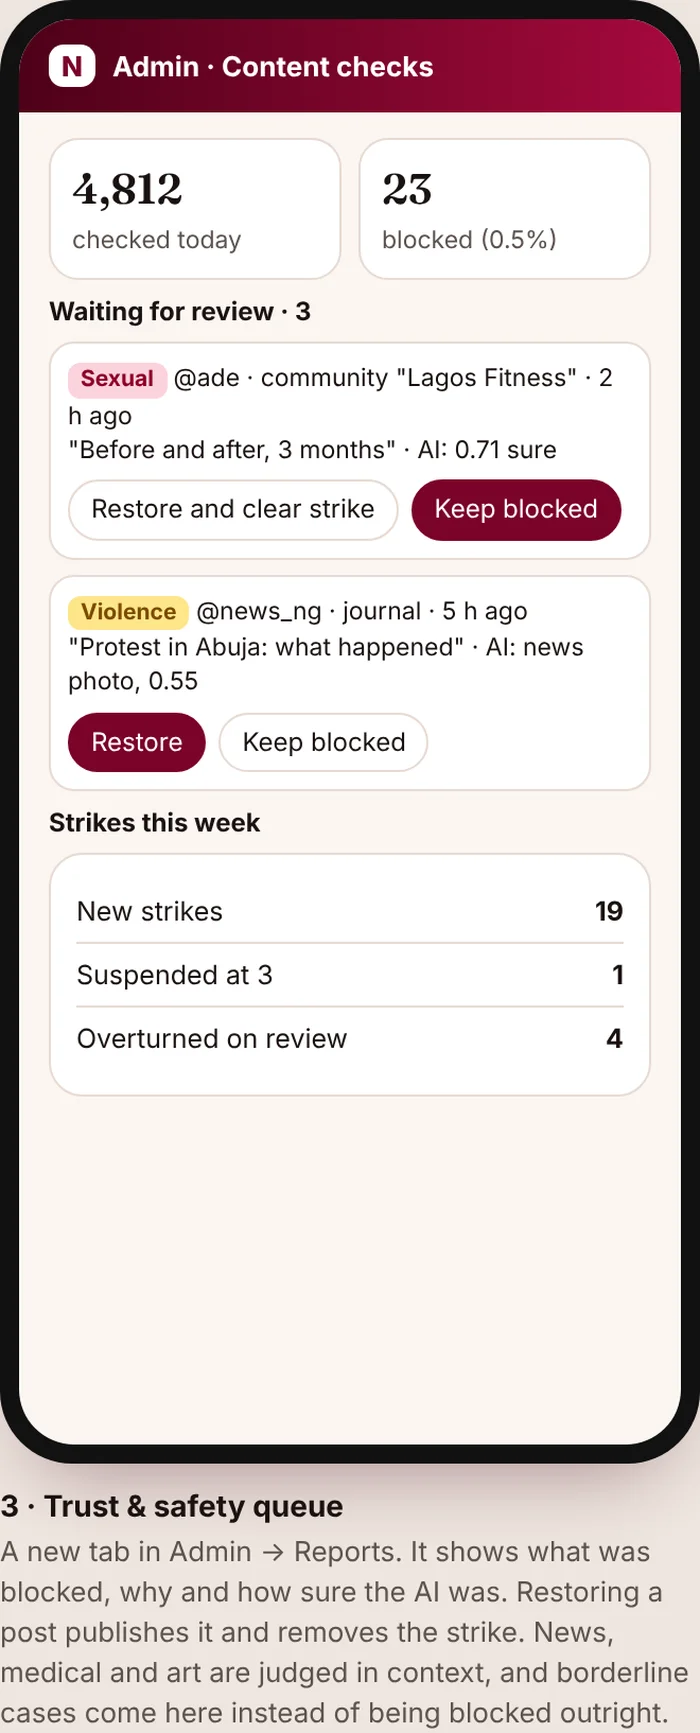 N Admin · Content checks
4,812
checked today
23
blocked (0.5%)
Waiting for review · 3
Sexual @ade · community "Lagos Fitness" · 2
h ago
"Before and after, 3 months" · AI: 0.71 sure
Restore and clear strike Keep blocked
Violence @news_ng · journal · 5 h ago
"Protest in Abuja: what happened" · AI: news
photo, 0.55
Restore Keep blocked
Strikes this week
New strikes 19
Suspended at 3 1
Overturned on review 4
3 · Trust & safety queue
A new tab in Admin → Reports. It shows what was
blocked, why and how sure the AI was. Restoring a
post publishes it and removes the strike. News,
medical and art are judged in context, and borderline
cases come here instead of being blocked outright.